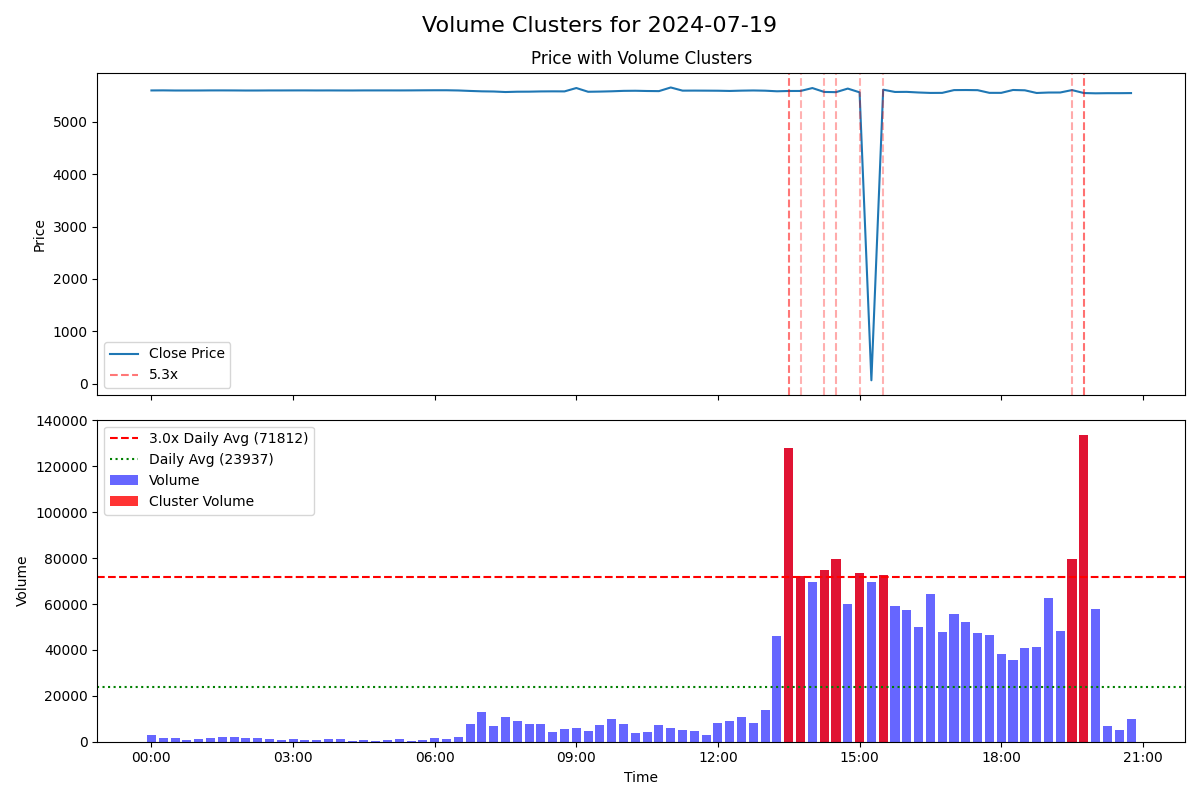 Volume Clusters for 2024-07-19
Price with Volume Clusters
Price
5000
4000
3000
2000
1000
0
Close Price
5.3x
Volume
140000
120000
100000
80000
60000
40000
20000
0
3.0x Daily Avg (71812)
Daily Avg (23937)
Volume
Cluster Volume
00:00 03:00 06:00 09:00 12:00 15:00 18:00 21:00
Time